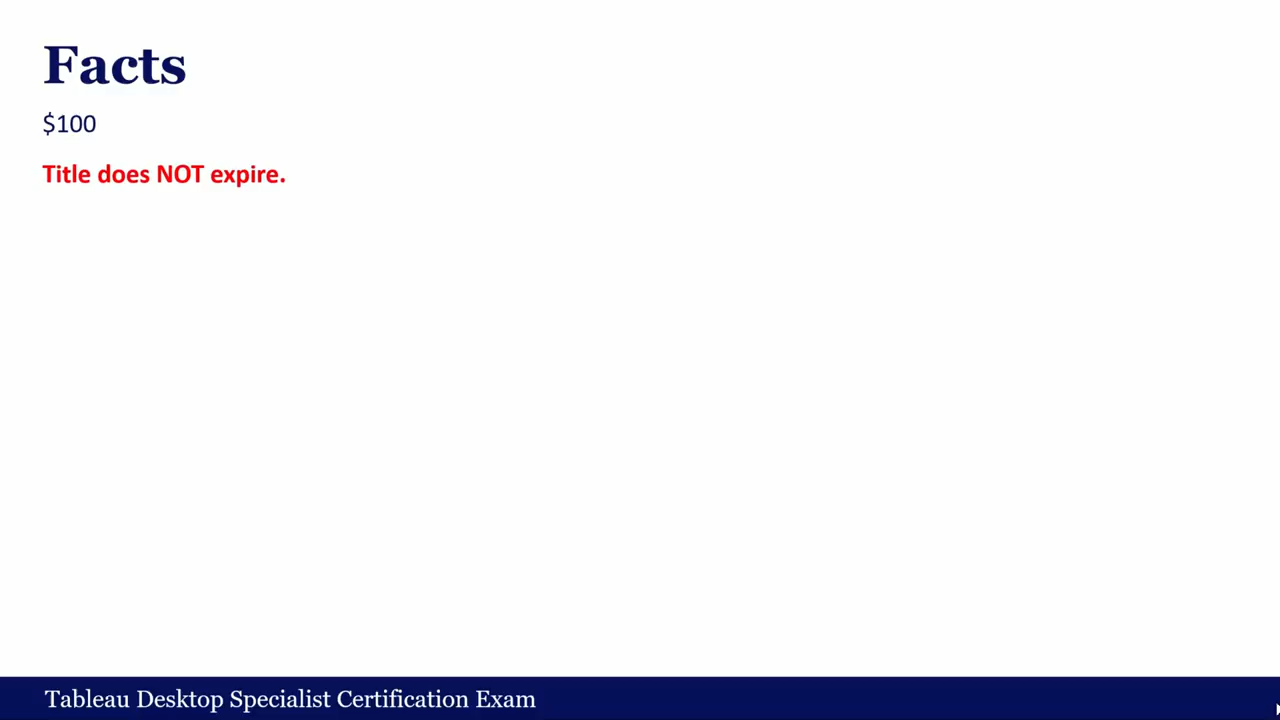 Facts
$100
Title does NOT expire.
Tableau Desktop Specialist Certification Exam